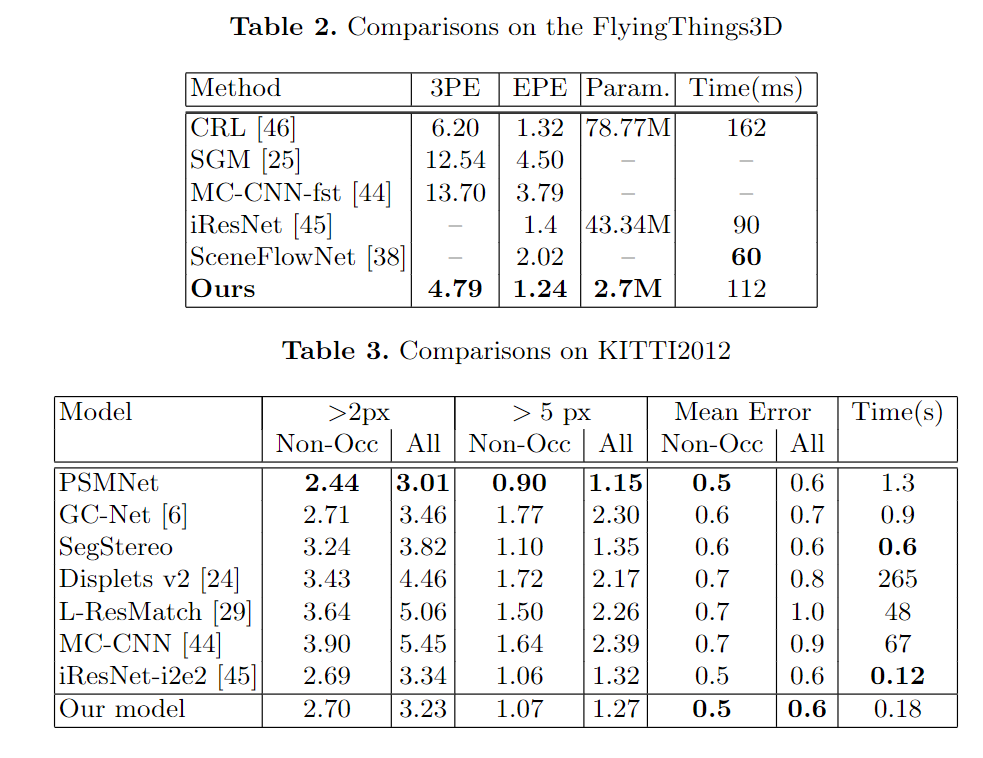 Table 2. Comparisons on the FlyingThings3D
Method 3PE EPE Param. Time(ms)
CRL [46] 6.20 1.32 78.77M 162
SGM [25] 12.54 4.50 – –
MC-CNN-fst [44] 13.70 3.79 – –
iResNet [45] – 1.4 43.34M 90
SceneFlowNet [38] – 2.02 – 60
Ours 4.79 1.24 2.7M 112
Table 3. Comparisons on KITTI2012
Model >2px > 5 px Mean Error Time(s)
Non-Occ All Non-Occ All Non-Occ All
PSMNet 2.44 3.01 0.90 1.15 0.5 0.6 1.3
GC-Net [6] 2.71 3.46 1.77 2.30 0.6 0.7 0.9
SegStereo 3.24 3.82 1.10 1.35 0.6 0.6 0.6
Displets v2 [24] 3.43 4.46 1.72 2.17 0.7 0.8 265
L-ResMatch [29] 3.64 5.06 1.50 2.26 0.7 1.0 48
MC-CNN [44] 3.90 5.45 1.64 2.39 0.7 0.9 67
iResNet-i2e2 [45] 2.69 3.34 1.06 1.32 0.5 0.6 0.12
Our model 2.70 3.23 1.07 1.27 0.5 0.6 0.18